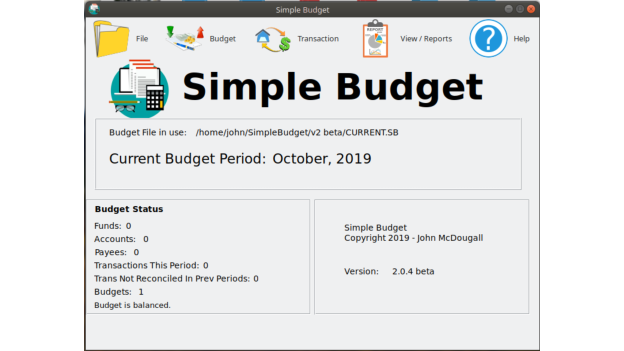 Simple Budget
File Budget Transaction View / Reports Help
REPORT
Simple Budget
Budget File in use: /home/john/SimpleBudget/v2 beta/CURRENT.SB
Current Budget Period: October, 2019
Budget Status
Funds: 0
Accounts: 0
Payees: 0
Transactions This Period: 0
Trans Not Reconciled In Prev Periods: 0
Budgets: 1
Budget is balanced.
Simple Budget
Copyright 2019 - John McDougall
Version: 2.0.4 beta